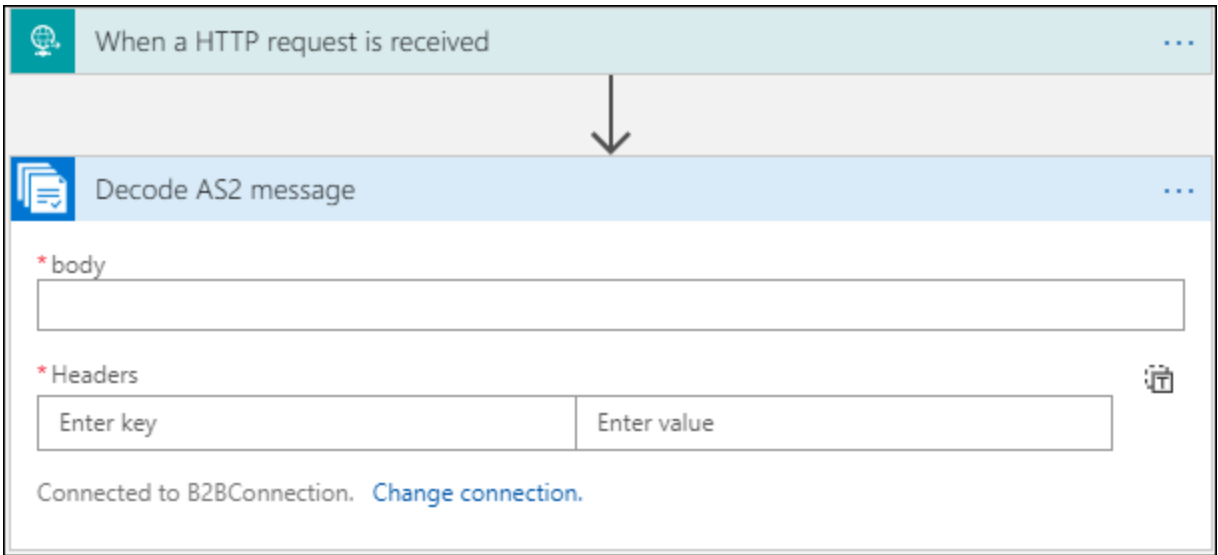 When a HTTP request is received
...
Decode AS2 message
...
* body
* Headers
T
Enter key Enter value
Connected to B2BConnection. Change connection.